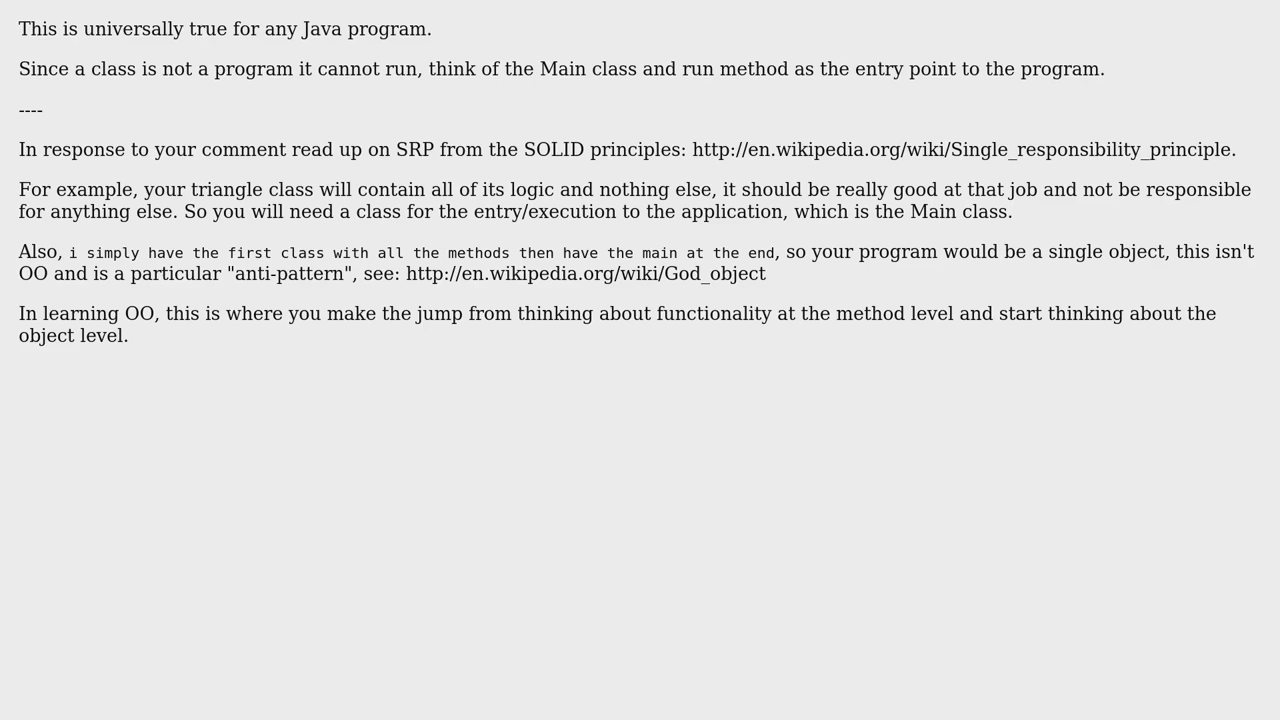 This is universally true for any Java program.
Since a class is not a program it cannot run, think of the Main class and run method as the entry point to the program.
----
In response to your comment read up on SRP from the SOLID principles: http://en.wikipedia.org/wiki/Single_responsibility_principle.
For example, your triangle class will contain all of its logic and nothing else, it should be really good at that job and not be responsible
for anything else. So you will need a class for the entry/execution to the application, which is the Main class.
Also, i simply have the first class with all the methods then have the main at the end, so your program would be a single object, this isn't
OO and is a particular "anti-pattern", see: http://en.wikipedia.org/wiki/God_object
In learning OO, this is where you make the jump from thinking about functionality at the method level and start thinking about the
object level.